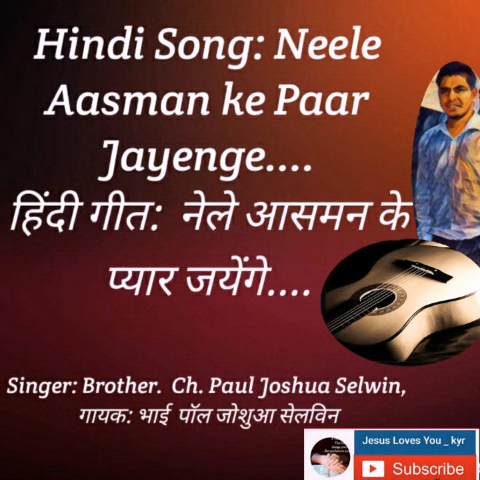 Hindi Song: Neele
Aasman ke Paar
Jayenge....
हिंदी गीत: नेले आसमन के
प्यार जयेंगे....
Singer: Brother. Ch. Paul Joshua Selwin,
गायक: भाई पॉल जोशुआ सेलविन
Jesus Loves You _ kyr
Subscribe